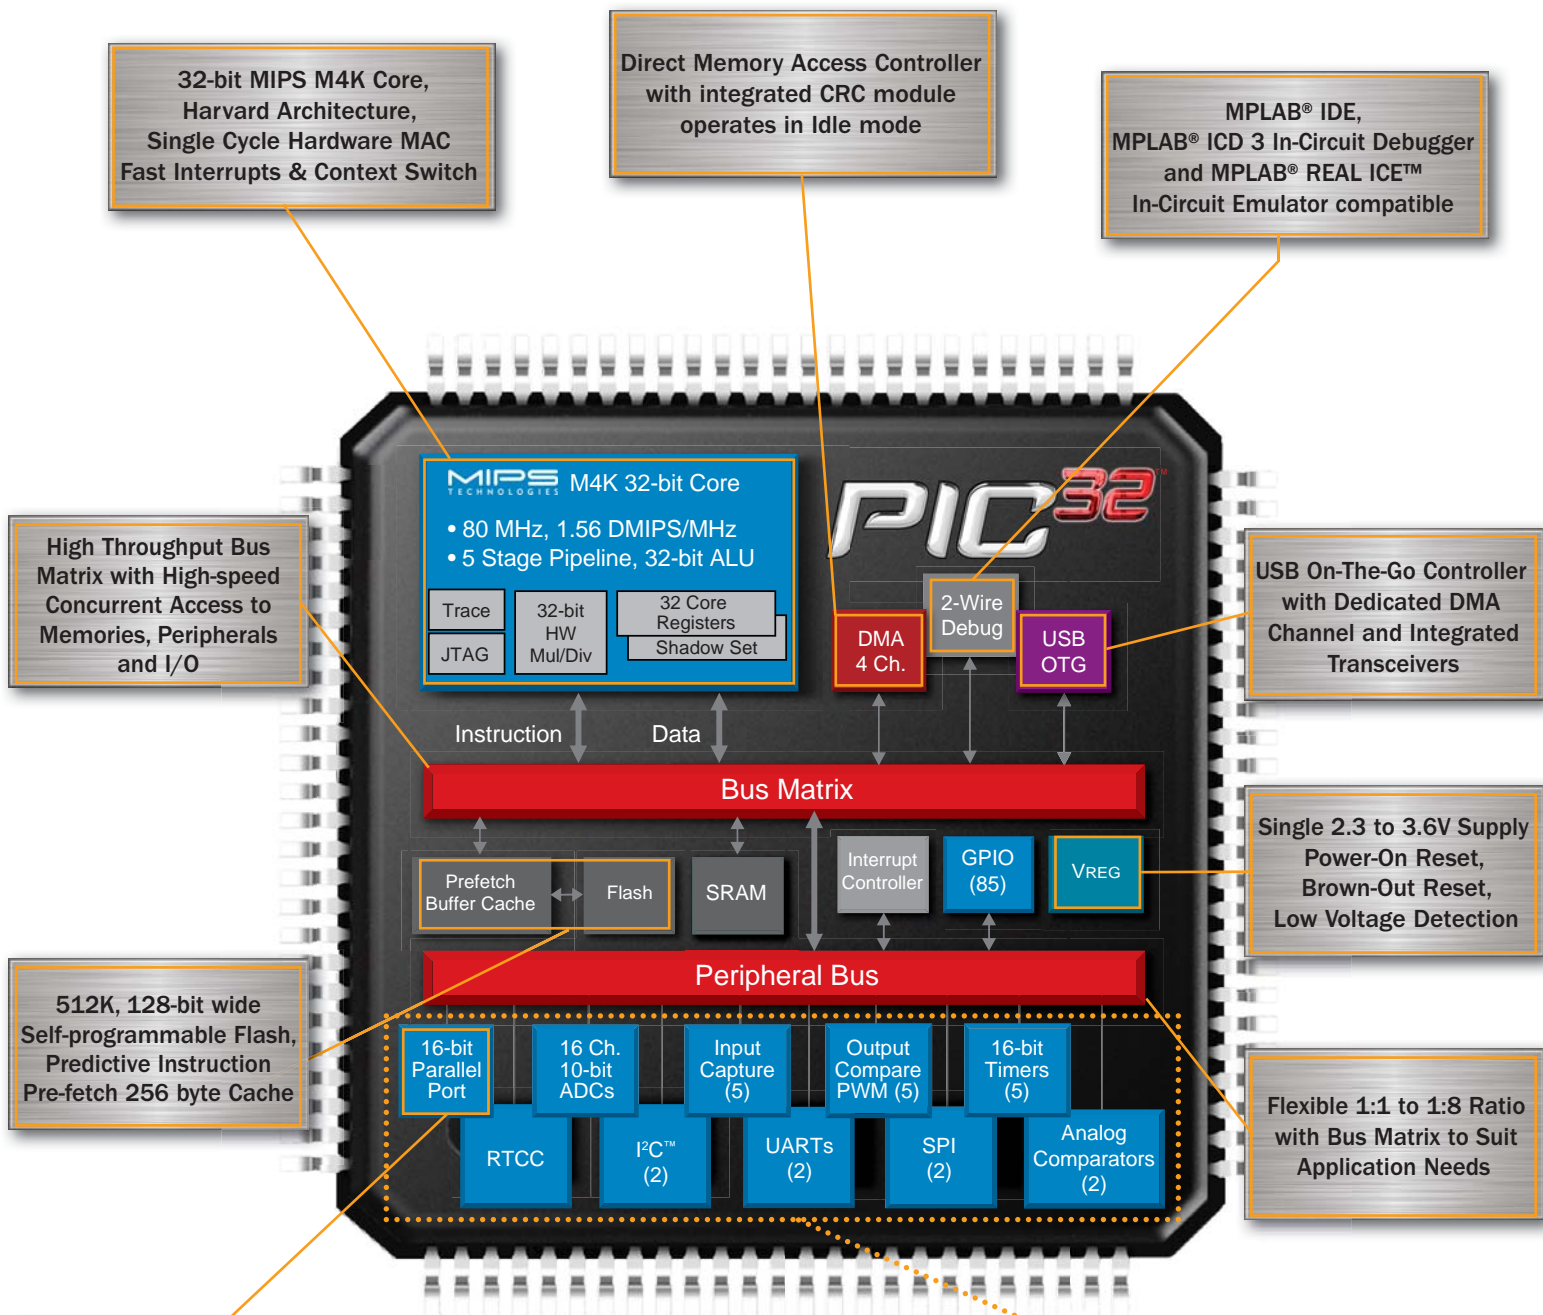 32-bit MIPS M4K Core,
Harvard Architecture,
Single Cycle Hardware MAC
Fast Interrupts & Context Switch
Direct Memory Access Controller
with integrated CRC module
operates in Idle mode
MPLAB® IDE,
MPLAB® ICD 3 In-Circuit Debugger
and MPLAB® REAL ICE™
In-Circuit Emulator compatible
MIPS
TECHNOLOGIES
M4K 32-bit Core
• 80 MHz, 1.56 DMIPS/MHz
• 5 Stage Pipeline, 32-bit ALU
Trace
JTAG
32-bit
HW
Mul/Div
32 Core
Registers
Shadow Set
PIC32™
High Throughput Bus
Matrix with High-speed
Concurrent Access to
Memories, Peripherals
and I/O
DMA
4 Ch.
2-Wire
Debug
USB
OTG
USB On-The-Go Controller
with Dedicated DMA
Channel and Integrated
Transceivers
Instruction
Data
Bus Matrix
Prefetch
Buffer Cache
Flash
SRAM
Interrupt
Controller
GPIO
(85)
VREG
Single 2.3 to 3.6V Supply
Power-On Reset,
Brown-Out Reset,
Low Voltage Detection
Peripheral Bus
512K, 128-bit wide
Self-programmable Flash,
Predictive Instruction
Pre-fetch 256 byte Cache
16-bit
Parallel
Port
16 Ch.
10-bit
ADCs
Input
Capture
(5)
Output
Compare
PWM (5)
16-bit
Timers
(5)
RTCC
I²C™
(2)
UARTs
(2)
SPI
(2)
Analog
Comparators
(2)
Flexible 1:1 to 1:8 Ratio
with Bus Matrix to Suit
Application Needs